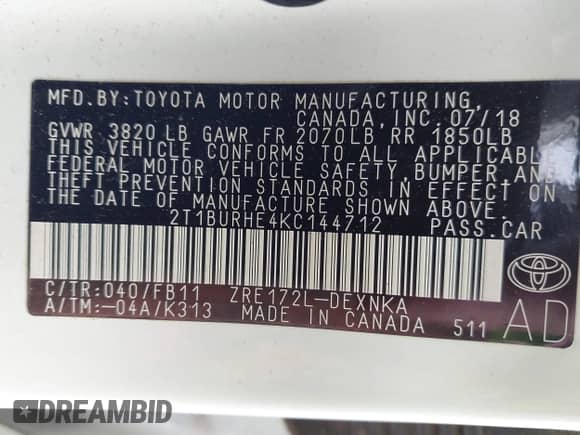 MFD.BY:TOYOTA MOTOR MANUFACTURING,
CANADA, INC. 07/18
GVWR 3820 LB GAWR FR 2070LB RR 1850LB
THIS VEHICLE CONFORMS TO ALL APPLICABLE
FEDERAL MOTOR VEHICLE SAFETY, BUMPER, AND
THEFT PREVENTION STANDARDS IN EFFECT ON
THE DATE OF MANUFACTURE SHOWN ABOVE.
2T1BURHE4KC144712 PASS.CAR
C/TR:040/FB11 ZRE172L-DEXNKA
A/TM:-04A/K313 MADE IN CANADA 511 AD
DREAMBID